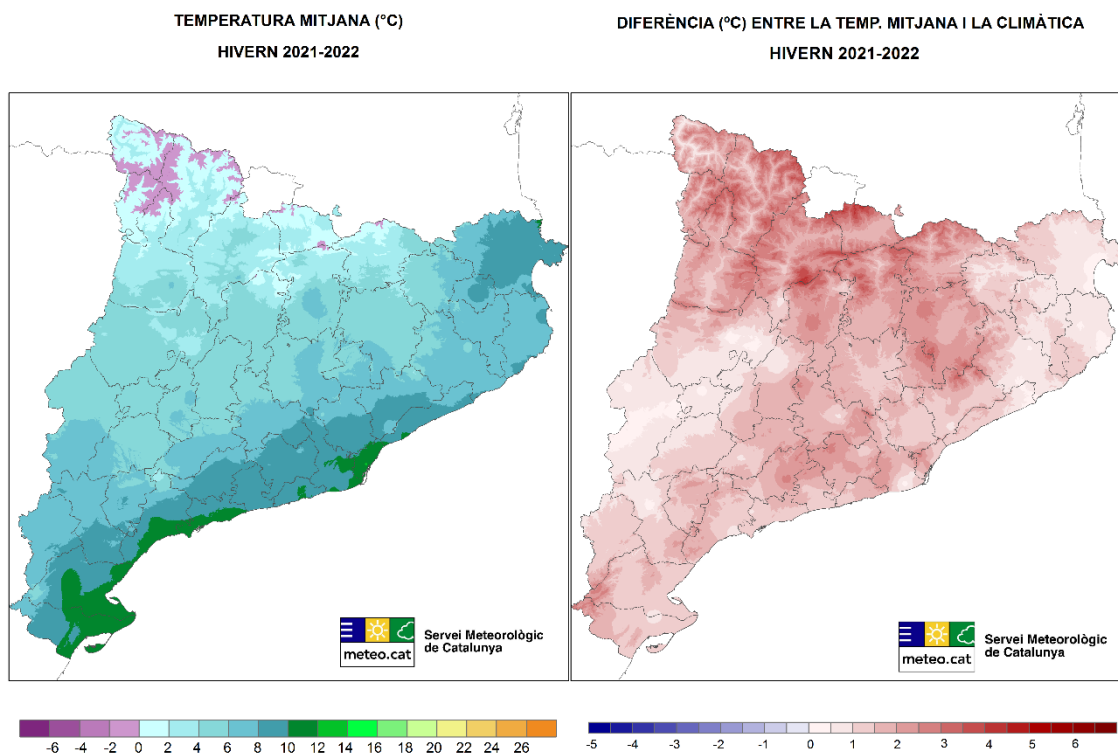 TEMPERATURA MITJANA (°C)
HIVERN 2021-2022
DIFERÈNCIA (ºC) ENTRE LA TEMP. MITJANA I LA CLIMÀTICA
HIVERN 2021-2022
meteo.cat
Servei Meteorològic
de Catalunya
meteo.cat
Servei Meteorològic
de Catalunya
-6 -4 -2 0 2 4 6 8 10 12 14 16 18 20 22 24 26
-5 -4 -3 -2 -1 0 1 2 3 4 5 6